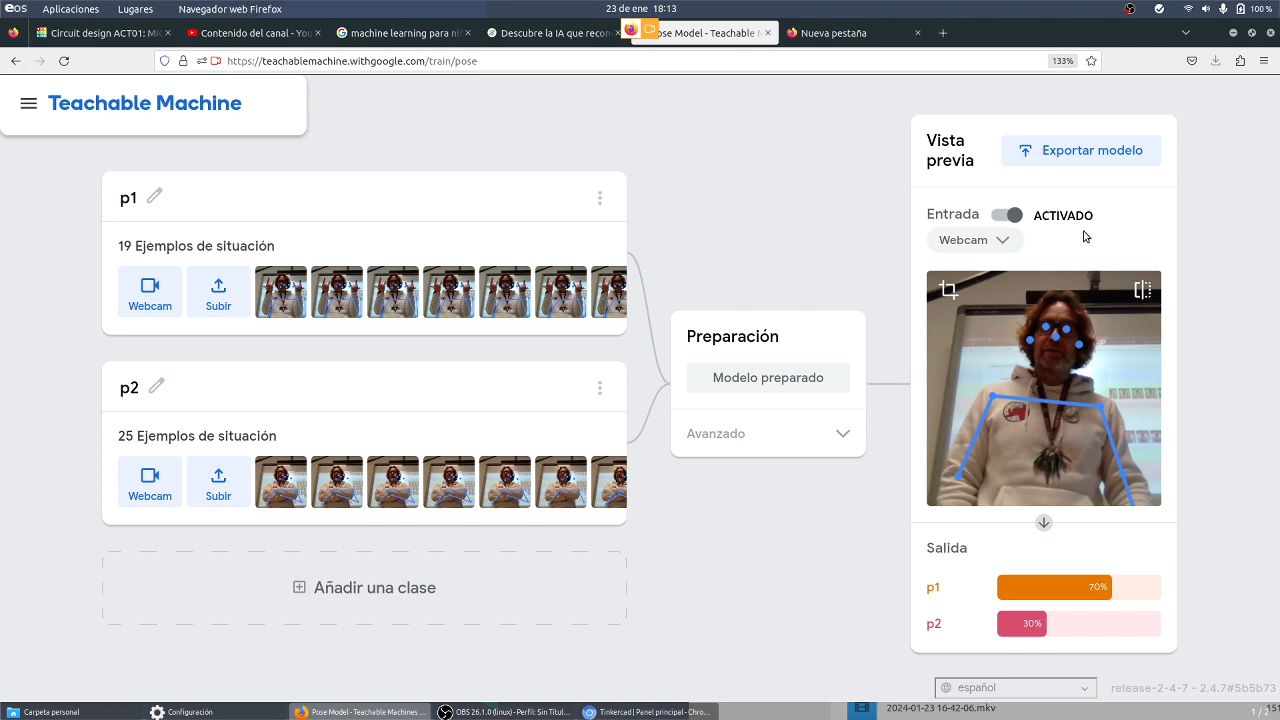 eOS Aplicaciones Lugares Navegador web Firefox 23 de ene 18:13 100 %
Circuit design ACT01: MIC
Contenido del canal - You
machine learning para nin
Descubre la IA que recon
Pose Model - Teachable M
Nueva pestaña
https://teachablemachine.withgoogle.com/train/pose 133%
Teachable Machine
p1
19 Ejemplos de situación
Webcam
Subir
p2
25 Ejemplos de situación
Webcam
Subir
Añadir una clase
Preparación
Modelo preparado
Avanzado
Vista
previa
Exportar modelo
Entrada ACTIVADO
Webcam
Salida
p1 70%
p2 30%
español release-2-4-7 - 2.4.7#5b5b73
Carpeta personal
Configuración
Pose Model - Teachable Machines ...
OBS 26.1.0 (linux) - Perfil: Sin Titul...
Tinkercad | Panel principal - Chro...
2024-01-23 16-42-06.mkv